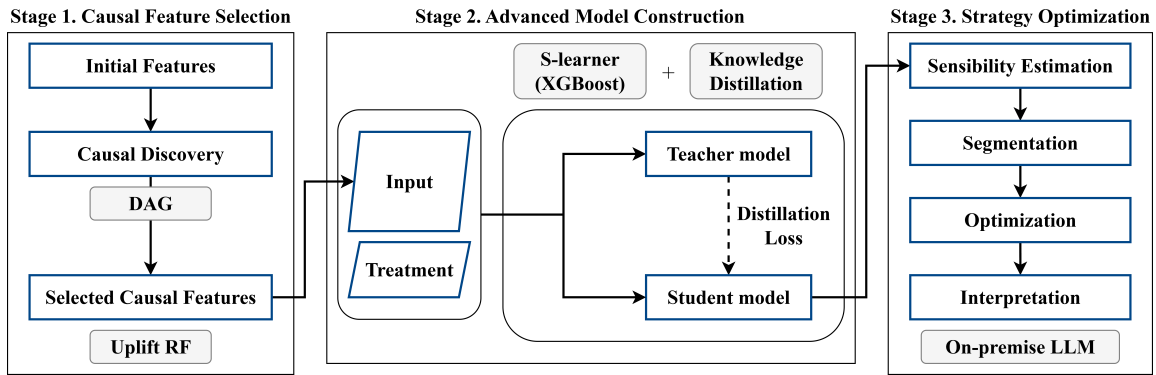 Stage 1. Causal Feature Selection
Initial Features
Causal Discovery
DAG
Selected Causal Features
Uplift RF
Stage 2. Advanced Model Construction
S-learner
(XGBoost)
+
Knowledge
Distillation
Input
Treatment
Teacher model
Distillation
Loss
Student model
Stage 3. Strategy Optimization
Sensibility Estimation
Segmentation
Optimization
Interpretation
On-premise LLM